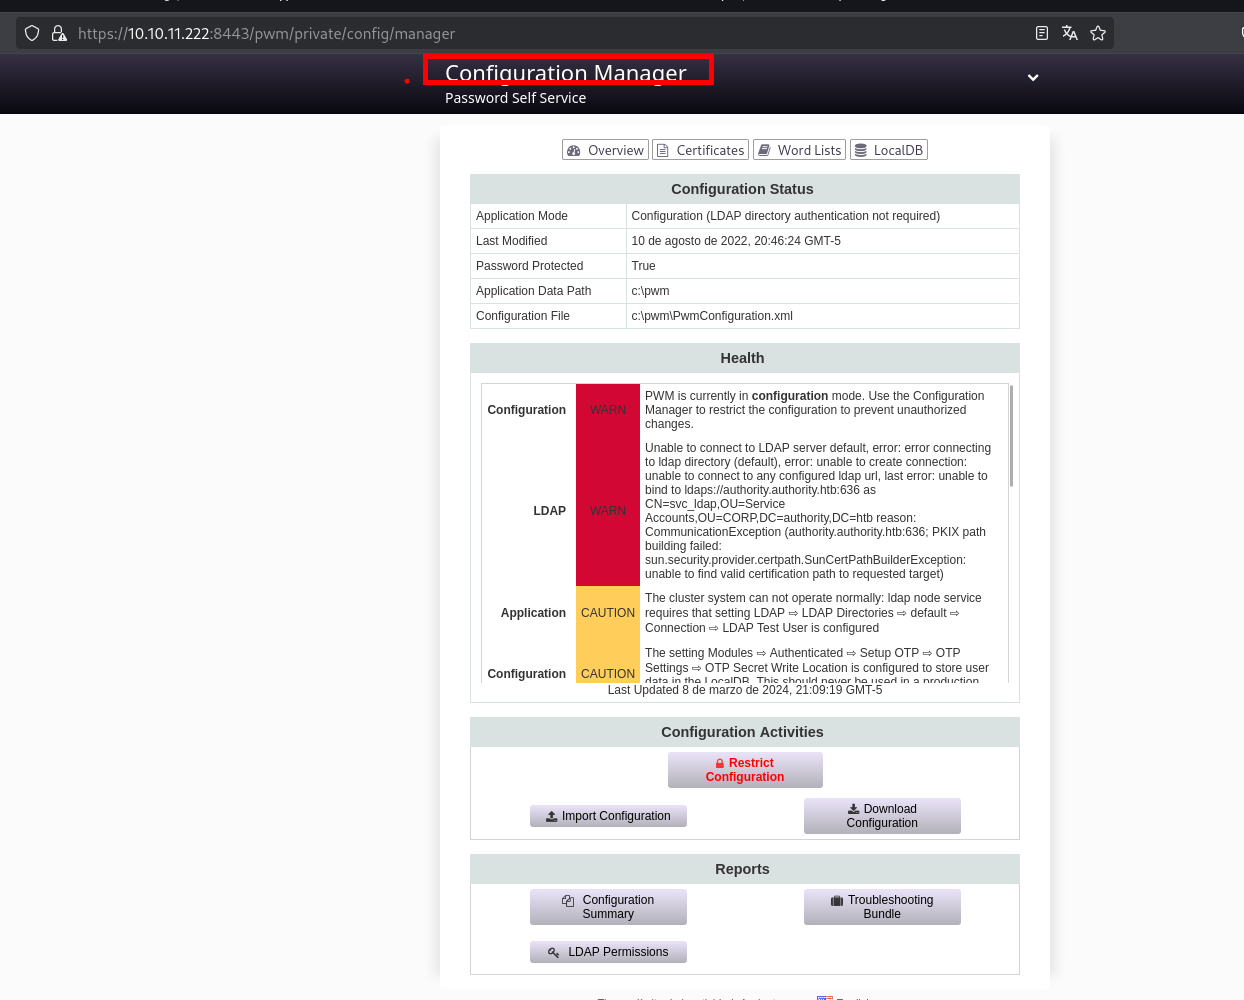 https://10.10.11.222:8443/pwm/private/config/manager
Configuration Manager
Password Self Service
Overview Certificates Word Lists LocalDB
Configuration Status
Application Mode Configuration (LDAP directory authentication not required)
Last Modified 10 de agosto de 2022, 20:46:24 GMT-5
Password Protected True
Application Data Path c:\pwm
Configuration File c:\pwm\PwmConfiguration.xml
Health
Configuration WARN PWM is currently in configuration mode. Use the Configuration
Manager to restrict the configuration to prevent unauthorized
changes.
LDAP WARN Unable to connect to LDAP server default, error: error connecting
to ldap directory (default), error: unable to create connection:
unable to connect to any configured ldap url, last error: unable to
bind to ldaps://authority.authority.htb:636 as
CN=svc_ldap,OU=Service
Accounts,OU=CORP,DC=authority,DC=htb reason:
CommunicationException (authority.authority.htb:636; PKIX path
building failed:
sun.security.provider.certpath.SunCertPathBuilderException:
unable to find valid certification path to requested target)
Application CAUTION The cluster system can not operate normally: ldap node service
requires that setting LDAP ⇨ LDAP Directories ⇨ default ⇨
Connection ⇨ LDAP Test User is configured
Configuration CAUTION The setting Modules ⇨ Authenticated ⇨ Setup OTP ⇨ OTP
Settings ⇨ OTP Secret Write Location is configured to store user
data in the LocalDB. This should never be used in a production
Last Updated 8 de marzo de 2024, 21:09:19 GMT-5
Configuration Activities
Restrict
Configuration
Import Configuration
Download
Configuration
Reports
Configuration
Summary
Troubleshooting
Bundle
LDAP Permissions